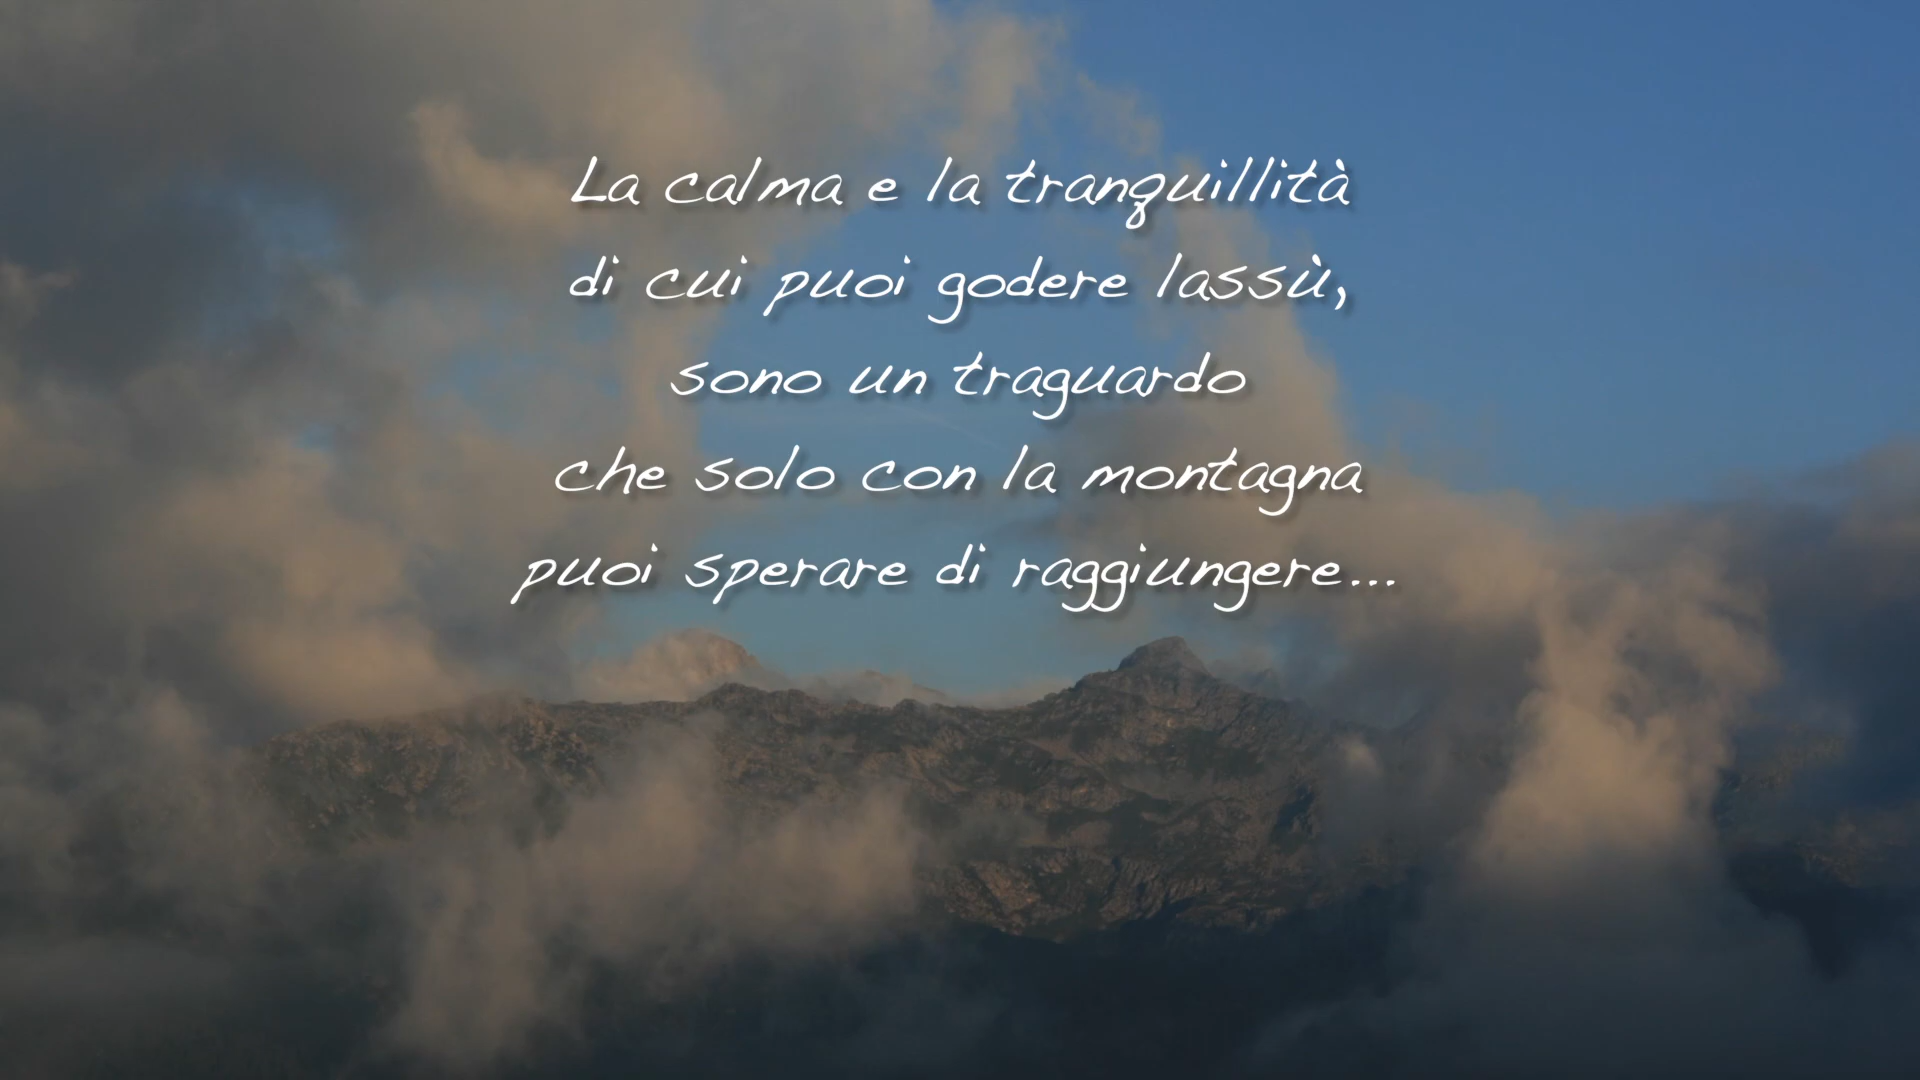 La calma e la tranquillità
di cui puoi godere lassù,
sono un traguardo
che solo con la montagna
puoi sperare di raggiungere...